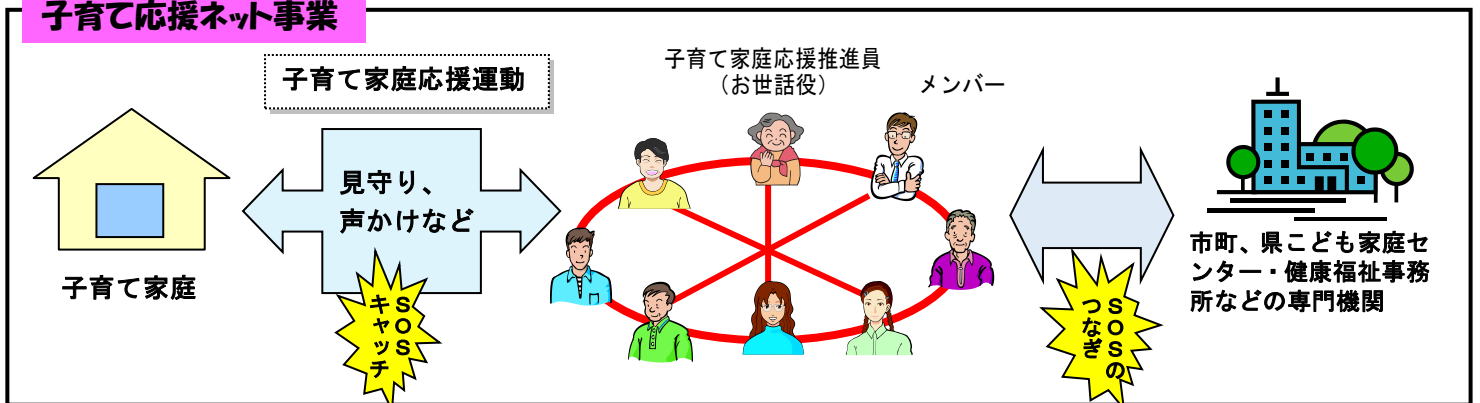 子育て応援ネット事業
子育て家庭応援運動
子育て家庭応援推進員
（お世話役）
メンバー
見守り、
声かけなど
子育て家庭
SOS
キャッチ
SOSの
つなぎ
市町、県こども家庭セ
ンター・健康福祉事務
所などの専門機関